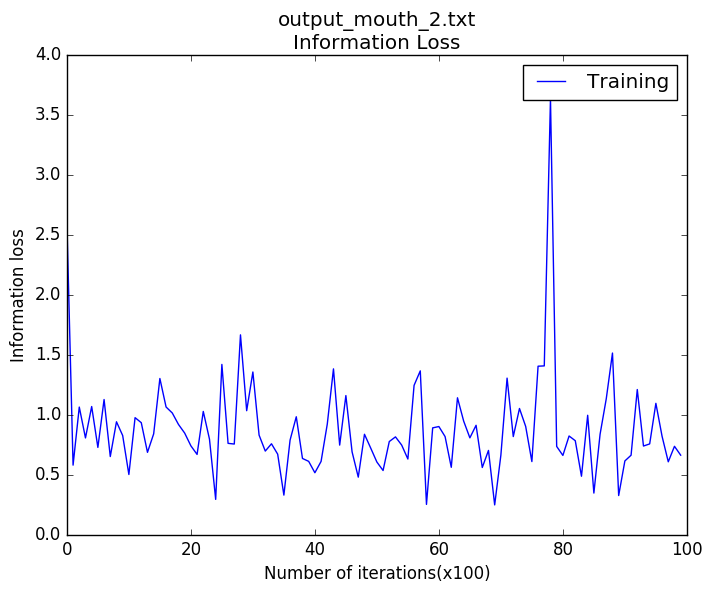 output_mouth_2.txt
Information Loss
4.0
3.5
3.0
2.5
2.0
1.5
1.0
0.5
0.0
Information loss
Training
0 20 40 60 80 100
Number of iterations(x100)